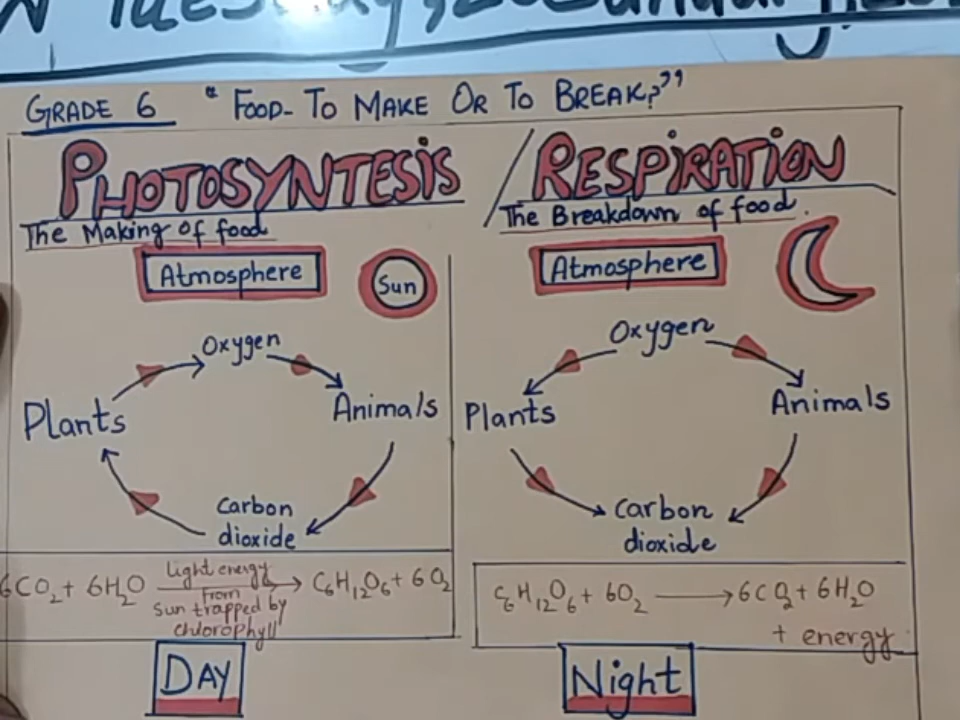 GRADE 6 " FOOD- TO MAKE OR TO BREAK?"
PHOTOSYNTESIS / RESPIRATION
The Making of food
The Breakdown of food.
Atmosphere
Sun
Oxygen
Plants
Animals
Carbon
dioxide
6CO₂ + 6H₂O Light energy from Sun trapped by chlorophyll → C₆H₁₂O₆ + 6O₂
DAY
Atmosphere
Oxygen
Plants
Animals
Carbon
dioxide
C₆H₁₂O₆ + 6O₂ → 6CO₂ + 6H₂O
+ energy
Night